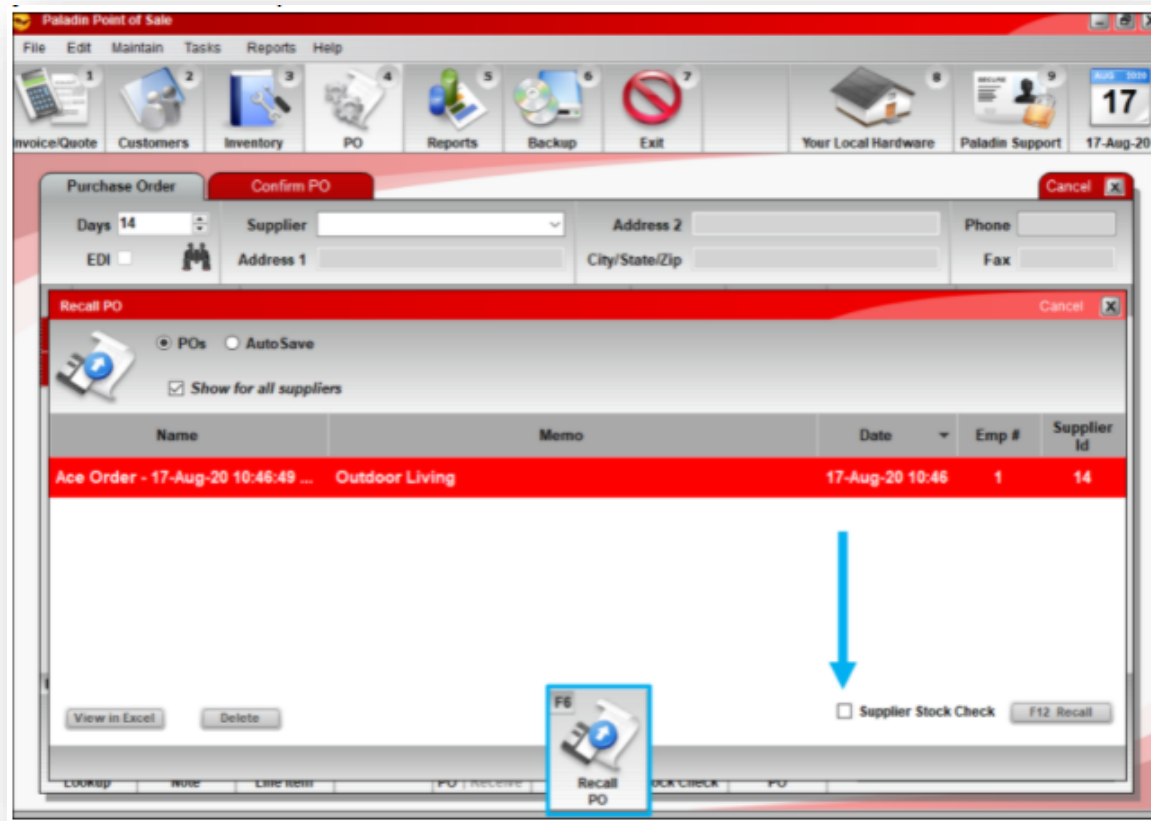 Paladin Point of Sale
File Edit Maintain Tasks Reports Help
1 2 3 4 5 6 7 8 9 AUG 2020
17
Invoice/Quote Customers Inventory PO Reports Backup Exit Your Local Hardware Paladin Support 17-Aug-20
Purchase Order Confirm PO Cancel
Days 14 Supplier Address 2 Phone
EDI Address 1 City/State/Zip Fax
Recall PO Cancel
POs AutoSave
Show for all suppliers
Name Memo Date Emp # Supplier Id
Ace Order - 17-Aug-20 10:46:49 ... Outdoor Living 17-Aug-20 10:46 1 14
F6
View in Excel Delete Supplier Stock Check F12 Recall
Lookup Note Line Item PO Receive Recall Stock Check PO
PO